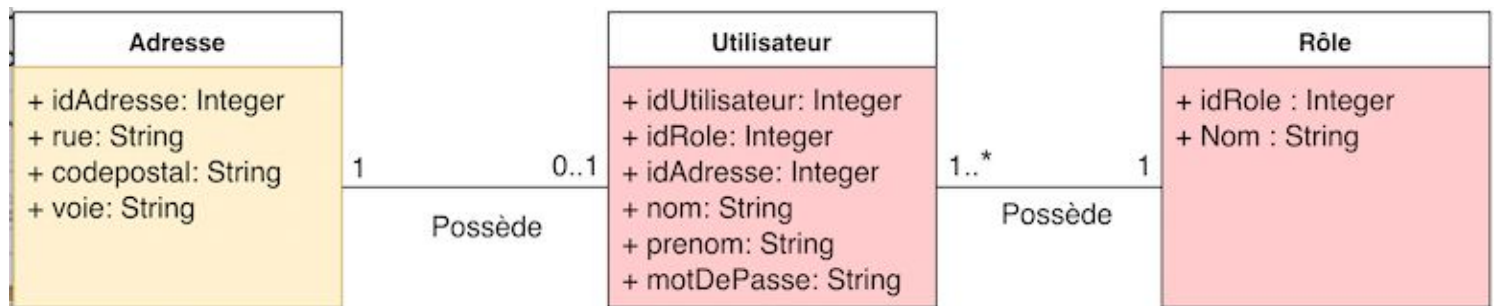 Adresse
+ idAdresse: Integer
+ rue: String
+ codepostal: String
+ voie: String
1
0..1
Possède
Utilisateur
+ idUtilisateur: Integer
+ idRole: Integer
+ idAdresse: Integer
+ nom: String
+ prenom: String
+ motDePasse: String
1..*
1
Possède
Rôle
+ idRole : Integer
+ Nom : String